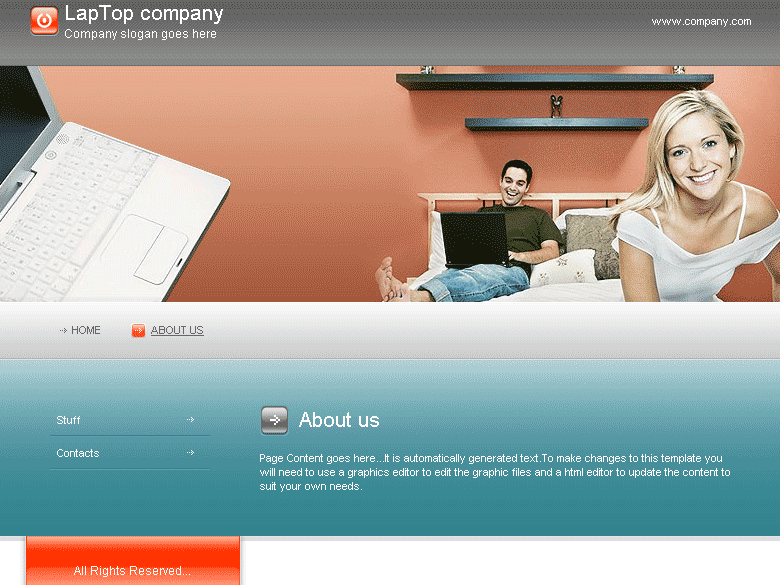 LapTop company
Company slogan goes here
www.company.com
HOME
ABOUT US
Stuff
Contacts
About us
Page Content goes here...It is automatically generated text.To make changes to this template you
will need to use a graphics editor to edit the graphic files and a html editor to update the content to
suit your own needs.
All Rights Reserved...